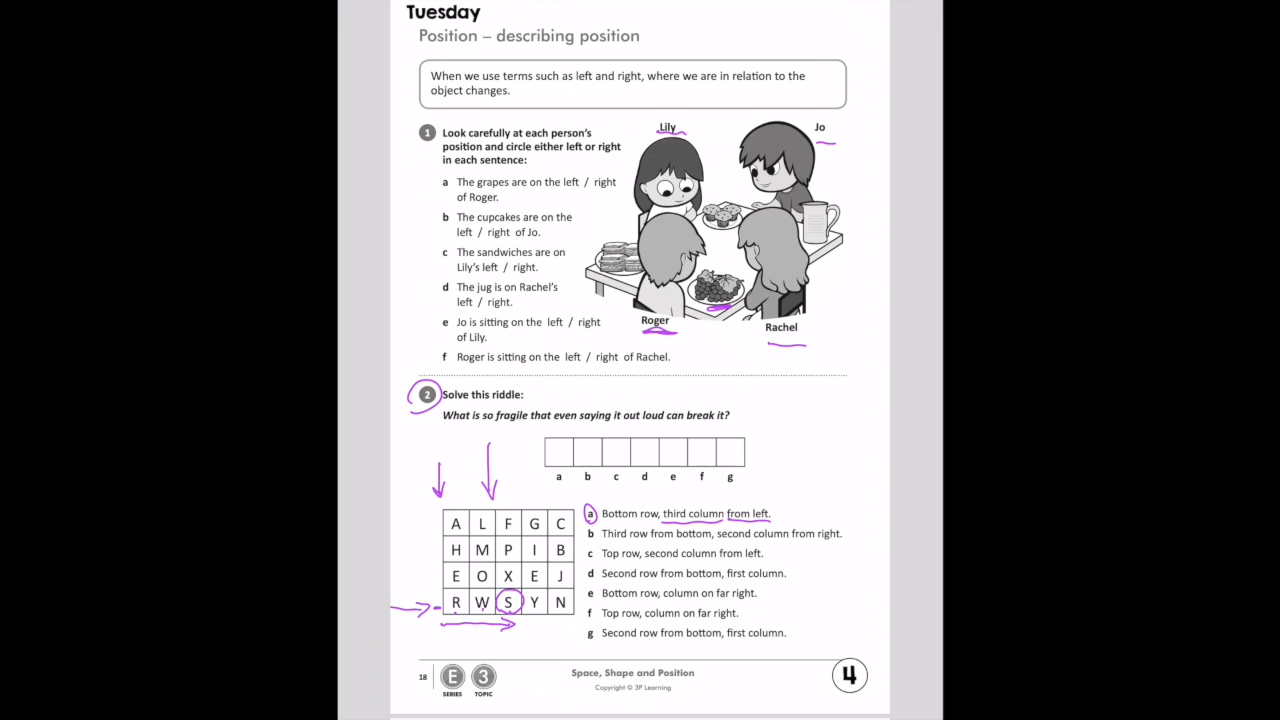 Tuesday
Position – describing position
When we use terms such as left and right, where we are in relation to the
object changes.
1 Look carefully at each person's
position and circle either left or right
in each sentence:
a The grapes are on the left / right
of Roger.
b The cupcakes are on the
left / right of Jo.
c The sandwiches are on
Lily's left / right.
d The jug is on Rachel's
left / right.
e Jo is sitting on the left / right
of Lily.
f Roger is sitting on the left / right of Rachel.
Lily
Jo
Roger
Rachel
2 Solve this riddle:
What is so fragile that even saying it out loud can break it?
a b c d e f g
A L F G C
H M P I B
E O X E J
R W S Y N
a Bottom row, third column from left.
b Third row from bottom, second column from right.
c Top row, second column from left.
d Second row from bottom, first column.
e Bottom row, column on far right.
f Top row, column on far right.
g Second row from bottom, first column.
18 E 3 Space, Shape and Position 4
SERIES TOPIC Copyright © 3P Learning